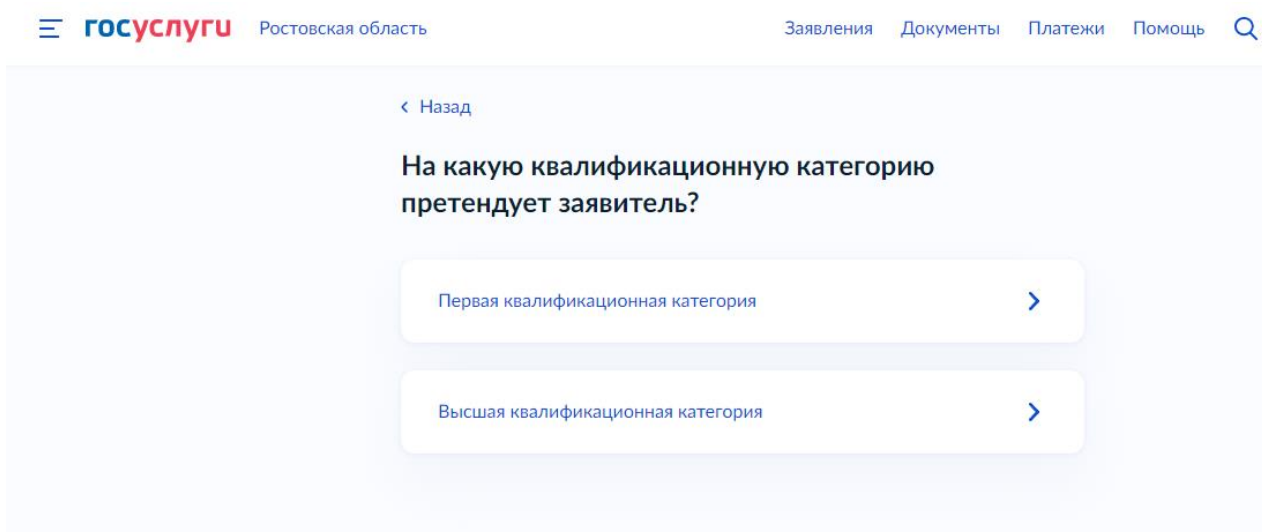 госуслуги Ростовская область Заявления Документы Платежи Помощь
Назад
На какую квалификационную категорию
претендует заявитель?
Первая квалификационная категория
Высшая квалификационная категория